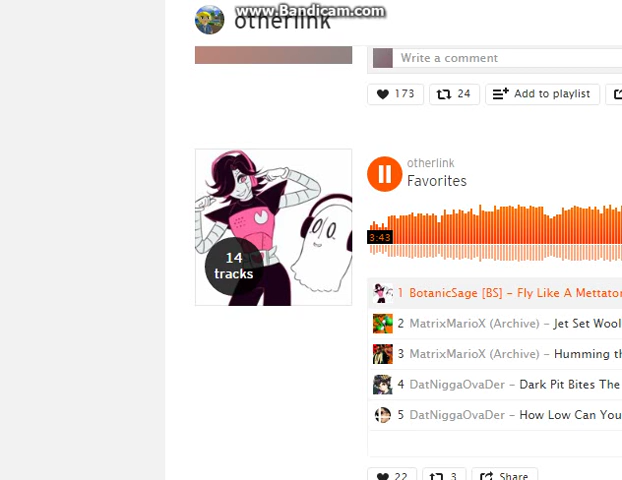 www.Bandicam.com
otherlink
Write a comment
173
24
Add to playlist
14
tracks
otherlink
Favorites
3:43
1 BotanicSage [BS] – Fly Like A Mettator
2 MatrixMarioX (Archive) – Jet Set Wool
3 MatrixMarioX (Archive) – Humming th
4 DatNiggaOvaDer – Dark Pit Bites The
5 DatNiggaOvaDer – How Low Can You
22
3
Share